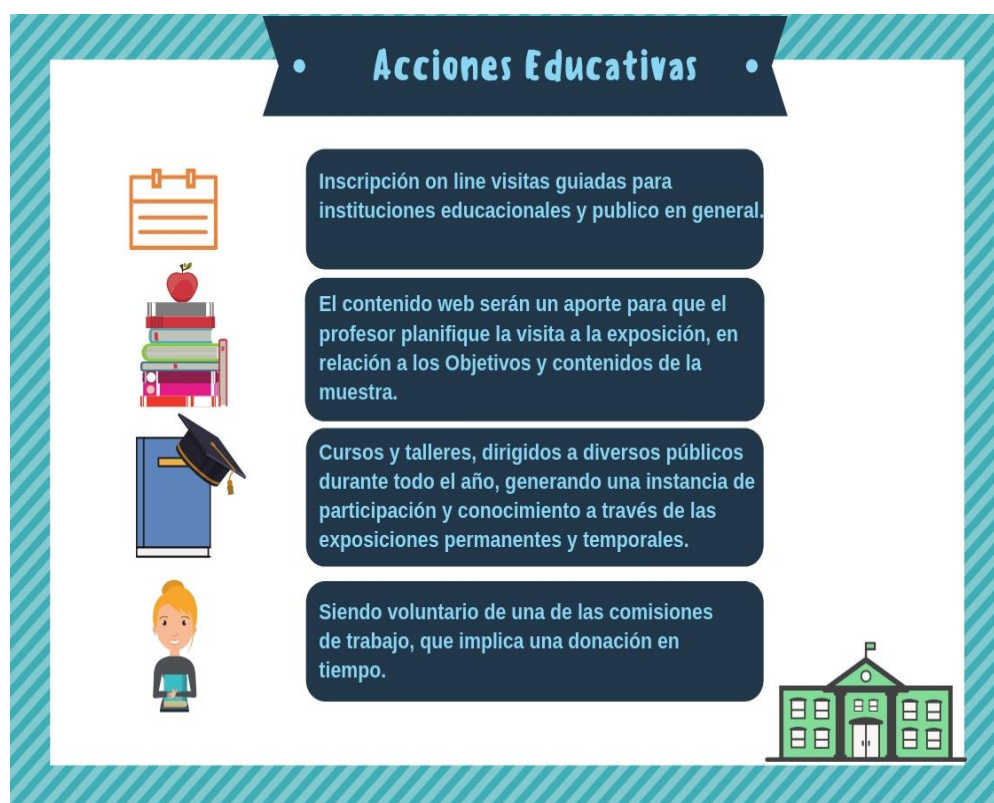 Acciones Educativas
Inscripción on line visitas guiadas para
instituciones educacionales y publico en general.
El contenido web serán un aporte para que el
profesor planifique la visita a la exposición, en
relación a los Objetivos y contenidos de la
muestra.
Cursos y talleres, dirigidos a diversos públicos
durante todo el año, generando una instancia de
participación y conocimiento a través de las
exposiciones permanentes y temporales.
Siendo voluntario de una de las comisiones
de trabajo, que implica una donación en
tiempo.